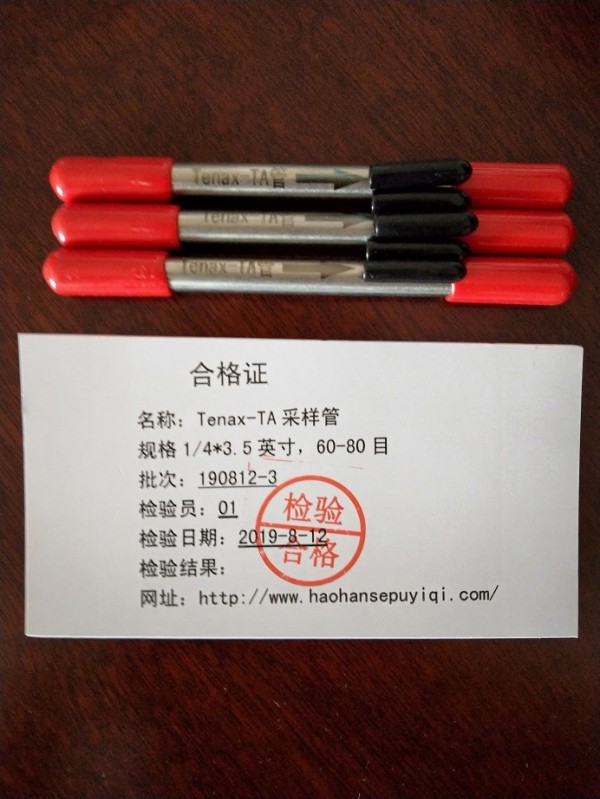 Tenax-TA管
Tenax-TA管
Tenax-TA管
合格证
名称：Tenax-TA 采样管
规格 1/4*3.5 英寸，60-80 目
批次：190812-3
检验员：01
检验日期：2019-8-12
检验结果：
检验
合格
网址：http://www.haohansepuyiqi.com/